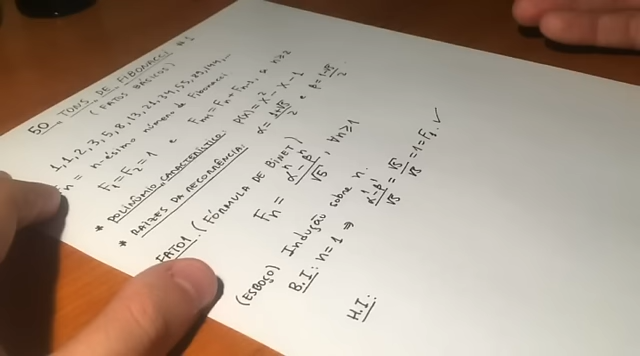 50 TONS DE FIBONACCI #1
(FATOS BÁSICOS)
1, 1, 2, 3, 5, 8, 13, 21, 34, 55, 89, 144, ...
Fn = n-ésimo número de Fibonacci
F1 = F2 = 1 e Fn+1 = Fn + Fn-1, se n ≥ 2
* POLINÔMIO CARACTERÍSTICO: p(x) = x² - x - 1
* RAÍZES DA RECORRÊNCIA: α = (1+√5)/2 e β = (1-√5)/2.
FATO 1. (FÓRMULA DE BINET)
Fn = (αⁿ - βⁿ)/√5, ∀n ≥ 1
(ESBOÇO) Indução sobre n.
B.I: n = 1 ⇒ (α¹ - β¹)/√5 = √5/√5 = 1 = F1. ✓
H.I: